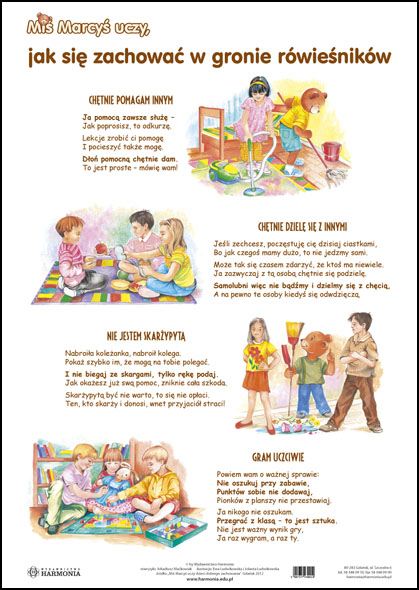 Miś Marcyś uczy,
jak się zachować w gronie rówieśników
CHĘTNIE POMAGAM INNYM
Ja pomocą zawsze służę –
Jak poprosisz, to odkurzę.
Lekcje zrobić ci pomogę
I pocieszyć także mogę.
Dłoń pomocną chętnie dam.
To jest proste – mówię wam!
CHĘTNIE DZIELĘ SIĘ Z INNYMI
Jeśli zechcesz, poczęstuję cię dzisiaj ciastkami,
Bo jak czegoś mamy dużo, to nie jedzmy sami.
Może tak się czasem zdarzyć, że ktoś ma niewiele.
Ja zazwyczaj z tą osobą chętnie się podzielę.
Samolubni więc nie bądźmy i dzielmy się z chęcią,
A na pewno te osoby kiedyś się odwdzięczą.
NIE JESTEM SKARŻYPYTĄ
Nabroiła koleżanka, nabroił kolega.
Pokaż szybko im, że mogą na tobie polegać.
I nie biegaj ze skargami, tylko rękę podaj.
Jak okażesz już swą pomoc, zniknie cała szkoda.
Skarżypytą być nie warto, to się nie opłaci.
Ten, kto skarży i donosi, wnet przyjaciół straci!
GRAM UCZCIWIE
Powiem wam o ważnej sprawie:
Nie oszukuj przy zabawie,
Punktów sobie nie dodawaj,
Pionków z planszy nie przestawiaj.
Ja nikogo nie oszukam.
Przegrać z klasą – to jest sztuka.
Nie jest ważny wynik gry,
Ja raz wygram, a raz ty.
WYDAWNICTWO
HARMONIA
© by Wydawnictwo Harmonia
www.harmonia.edu.pl